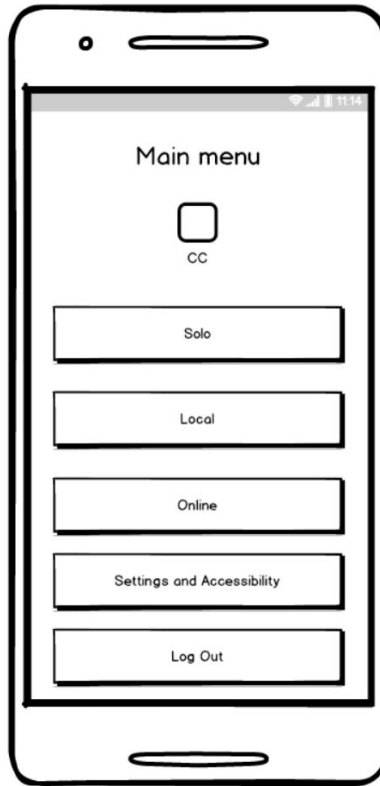 11:14
Main menu
CC
Solo
Local
Online
Settings and Accessibility
Log Out